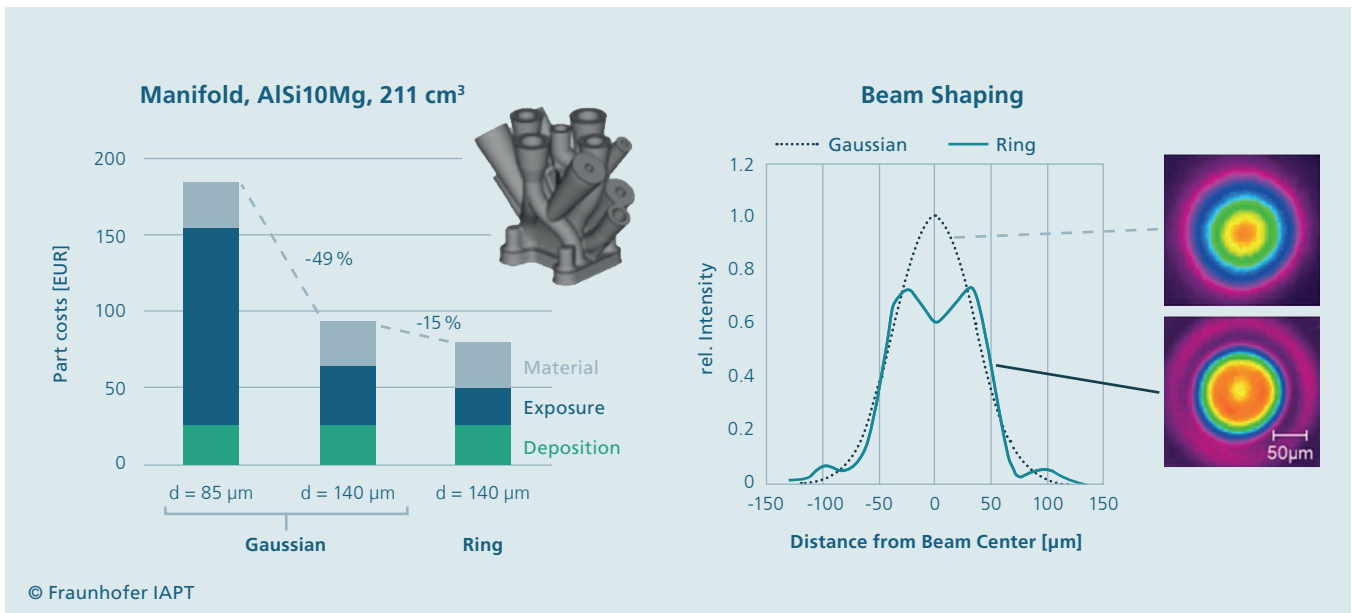 Manifold, AlSi10Mg, 211 cm³
Part costs [EUR]
200
150
100
50
0
-49 %
-15 %
Material
Exposure
Deposition
d = 85 µm
d = 140 µm
d = 140 µm
Gaussian
Ring
Beam Shaping
Gaussian
Ring
rel. Intensity
1.2
1.0
0.8
0.6
0.4
0.2
0
-150
-100
-50
0
50
100
150
Distance from Beam Center [µm]
50µm
© Fraunhofer IAPT